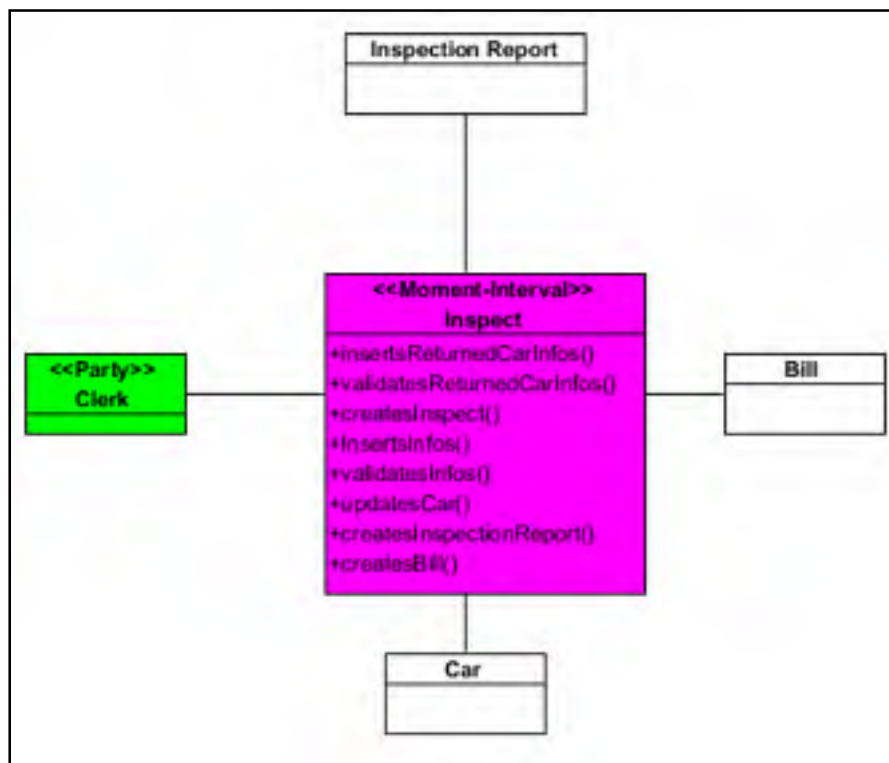 Inspection Report
<<Moment-Interval>>
Inspect
+insertsReturnedCarInfos()
+validatesReturnedCarInfos()
+createsInspect()
+InsertsInfos()
+validatesInfos()
+updatesCar()
+createsInspectionReport()
+createsBill()
<<Party>>
Clerk
Bill
Car